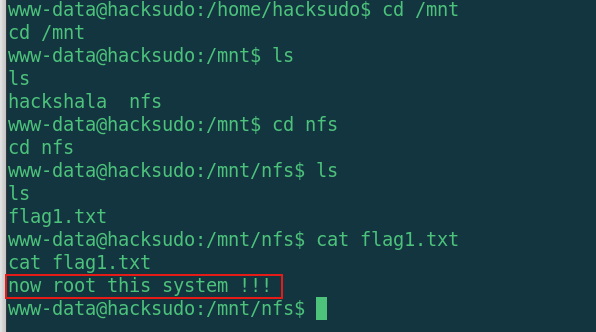 www-data@hacksudo:/home/hacksudo$ cd /mnt
cd /mnt
www-data@hacksudo:/mnt$ ls
ls
hackshala  nfs
www-data@hacksudo:/mnt$ cd nfs
cd nfs
www-data@hacksudo:/mnt/nfs$ ls
ls
flag1.txt
www-data@hacksudo:/mnt/nfs$ cat flag1.txt
cat flag1.txt
now root this system !!!
www-data@hacksudo:/mnt/nfs$